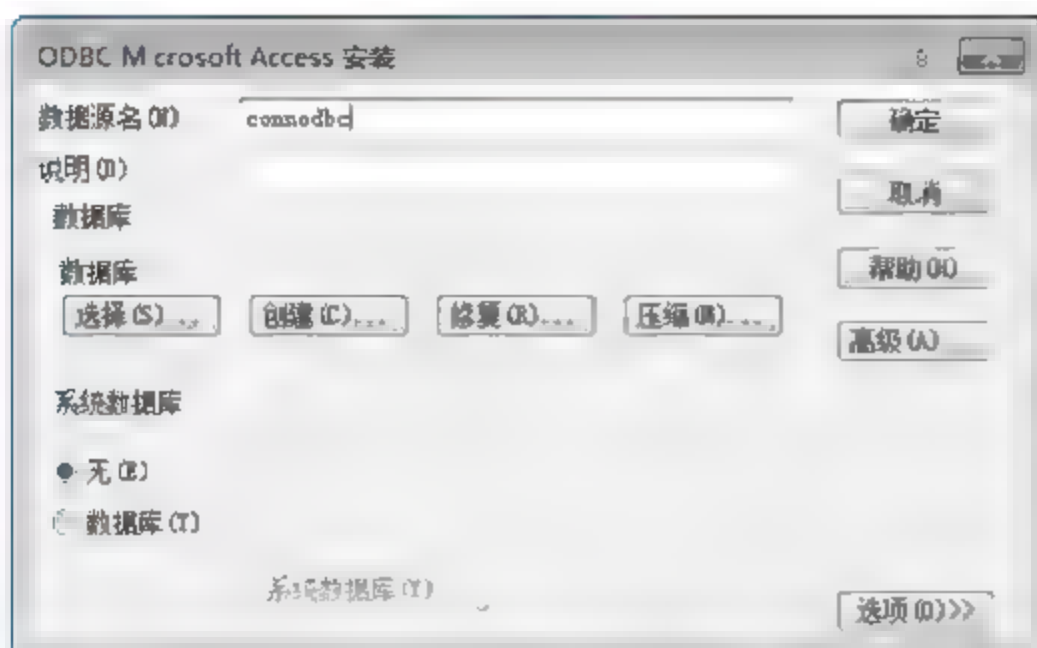 ODBC M crosoft Access 安装
数据源名(N)
connodbc
确定
说明(D)
取消
数据库
数据库
帮助(H)
选择(S)...
创建(C)...
修复(R)...
压缩(M)...
高级(A)
系统数据库
无(E)
数据库(T)
系统数据库(Y)
选项(O)>>